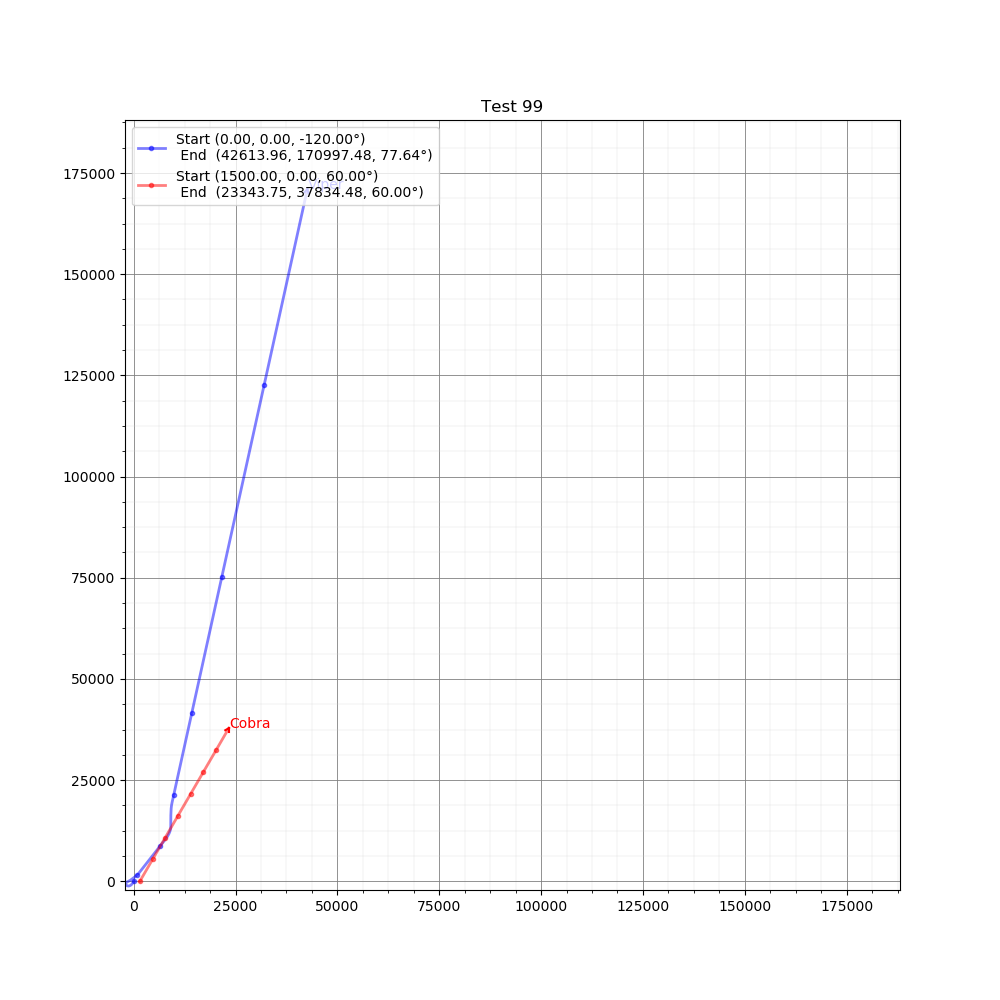 Test 99
Start (0.00, 0.00, -120.00°)
End (42613.96, 170997.48, 77.64°)
Start (1500.00, 0.00, 60.00°)
End (23343.75, 37834.48, 60.00°)
175000
150000
125000
100000
75000
50000
25000
0
Cobra
0 25000 50000 75000 100000 125000 150000 175000